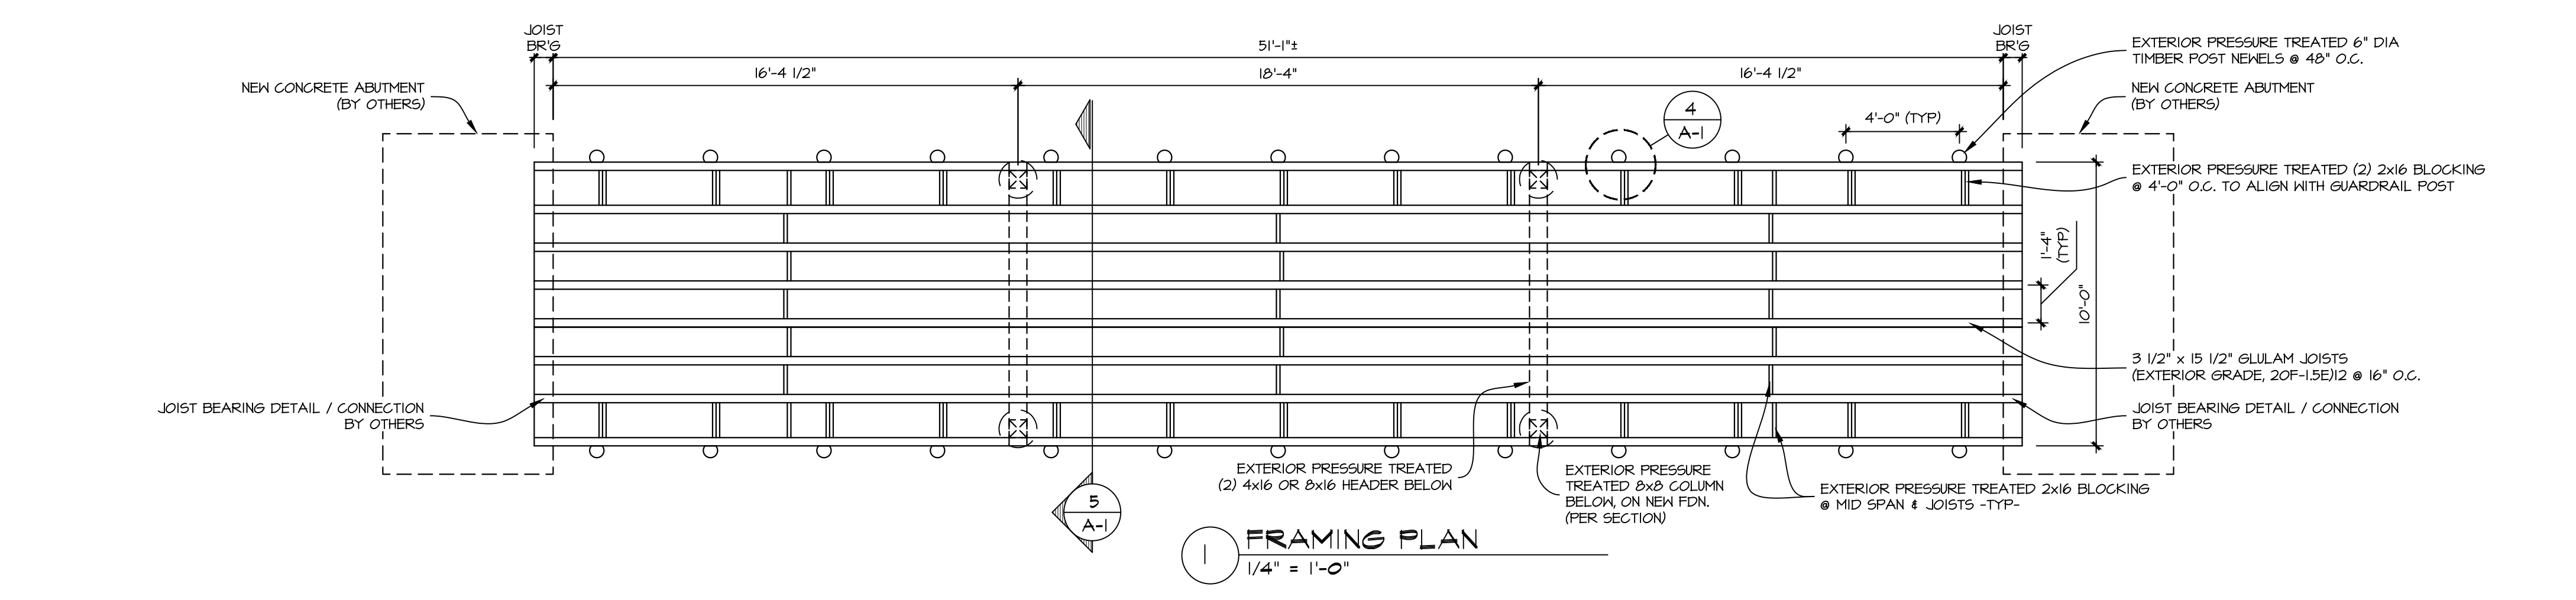 JOIST
BR'G
51'-1"±
JOIST
BR'G
16'-4 1/2"
18'-4"
16'-4 1/2"
EXTERIOR PRESSURE TREATED 6" DIA
TIMBER POST NEWELS @ 48" O.C.
NEW CONCRETE ABUTMENT
(BY OTHERS)
NEW CONCRETE ABUTMENT
(BY OTHERS)
4
A-1
4'-0" (TYP)
EXTERIOR PRESSURE TREATED (2) 2x16 BLOCKING
@ 4'-0" O.C. TO ALIGN WITH GUARDRAIL POST
1'-4"
(TYP)
10'-0"
3 1/2" x 15 1/2" GLULAM JOISTS
(EXTERIOR GRADE, 20F-1.5E)12 @ 16" O.C.
JOIST BEARING DETAIL / CONNECTION
BY OTHERS
JOIST BEARING DETAIL / CONNECTION
BY OTHERS
EXTERIOR PRESSURE TREATED
(2) 4x16 OR 8x16 HEADER BELOW
EXTERIOR PRESSURE
TREATED 8x8 COLUMN
BELOW, ON NEW FDN.
(PER SECTION)
EXTERIOR PRESSURE TREATED 2x16 BLOCKING
@ MID SPAN & JOISTS -TYP-
5
A-1
1
FRAMING PLAN
1/4" = 1'-0"